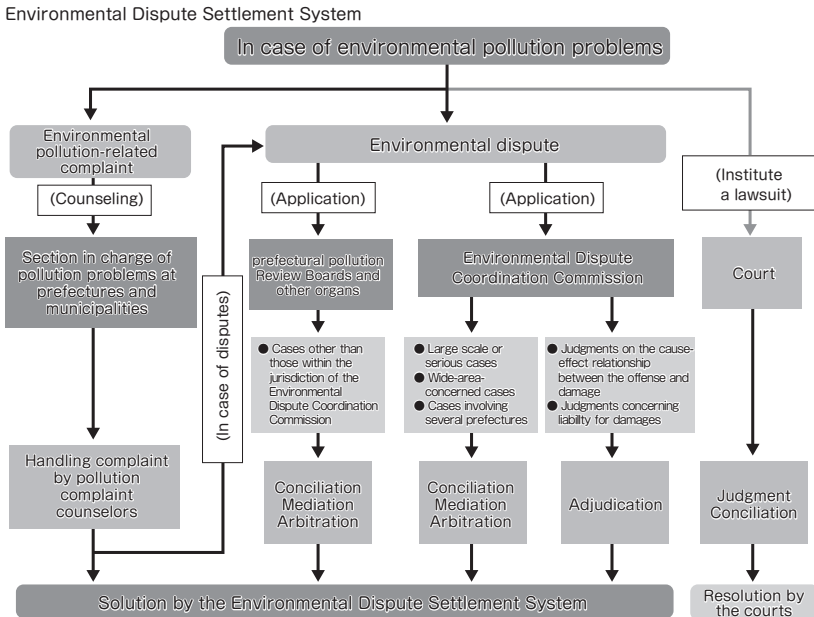 Environmental Dispute Settlement System
In case of environmental pollution problems
Environmental
pollution-related
complaint
(Counseling)
Section in charge of
pollution problems at
prefectures and
municipalities
Handling complaint
by pollution
complaint
counselors
(In case of disputes)
Environmental dispute
(Application)
prefectural pollution
Review Boards and
other organs
● Cases other than
those within the
jurisdiction of the
Environmental
Dispute Coordination
Commission
Conciliation
Mediation
Arbitration
(Application)
Environmental Dispute
Coordination Commission
● Large scale or
serious cases
● Wide-area-
concerned cases
● Cases involving
several prefectures
Conciliation
Mediation
Arbitration
● Judgments on the cause-
effect relationship
between the offense and
damage
● Judgments concerning
liability for damages
Adjudication
(Institute
a lawsuit)
Court
Judgment
Conciliation
Solution by the Environmental Dispute Settlement System
Resolution by
the courts